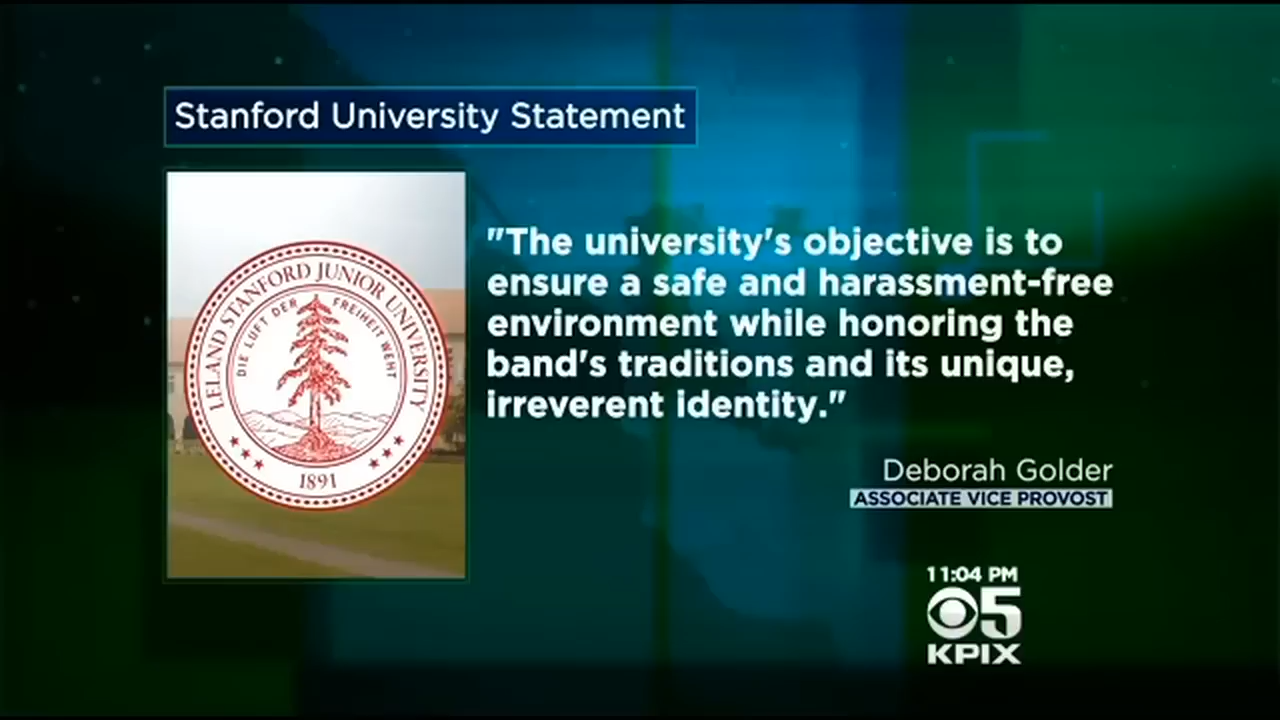 Stanford University Statement
LELAND STANFORD JUNIOR UNIVERSITY
DIE LUFT DER FREIHEIT WEHT
1891
"The university's objective is to
ensure a safe and harassment-free
environment while honoring the
band's traditions and its unique,
irreverent identity."
Deborah Golder
ASSOCIATE VICE PROVOST
11:04 PM
5
KPIX